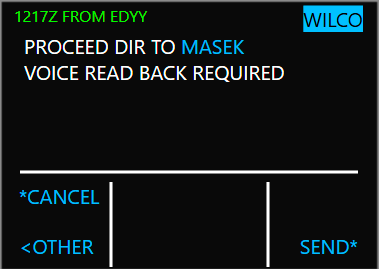 1217Z FROM EDYY WILCO
PROCEED DIR TO MASEK
VOICE READ BACK REQUIRED
*CANCEL
<OTHER SEND*